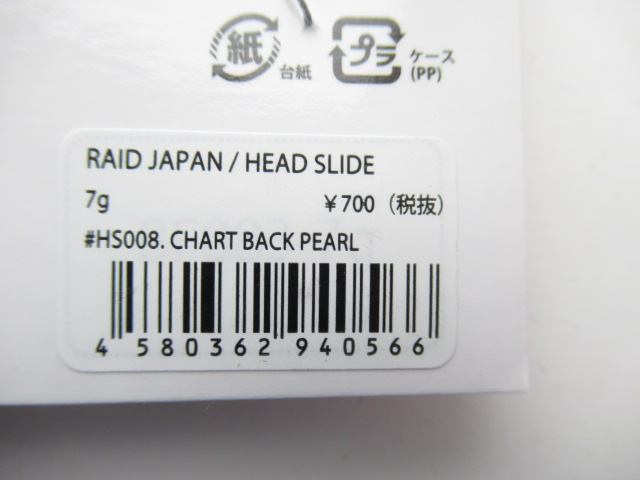 紙
台紙
プラ
ケース
(PP)
RAID JAPAN / HEAD SLIDE
7g ￥700（税抜）
#HS008. CHART BACK PEARL
4 580362 940566